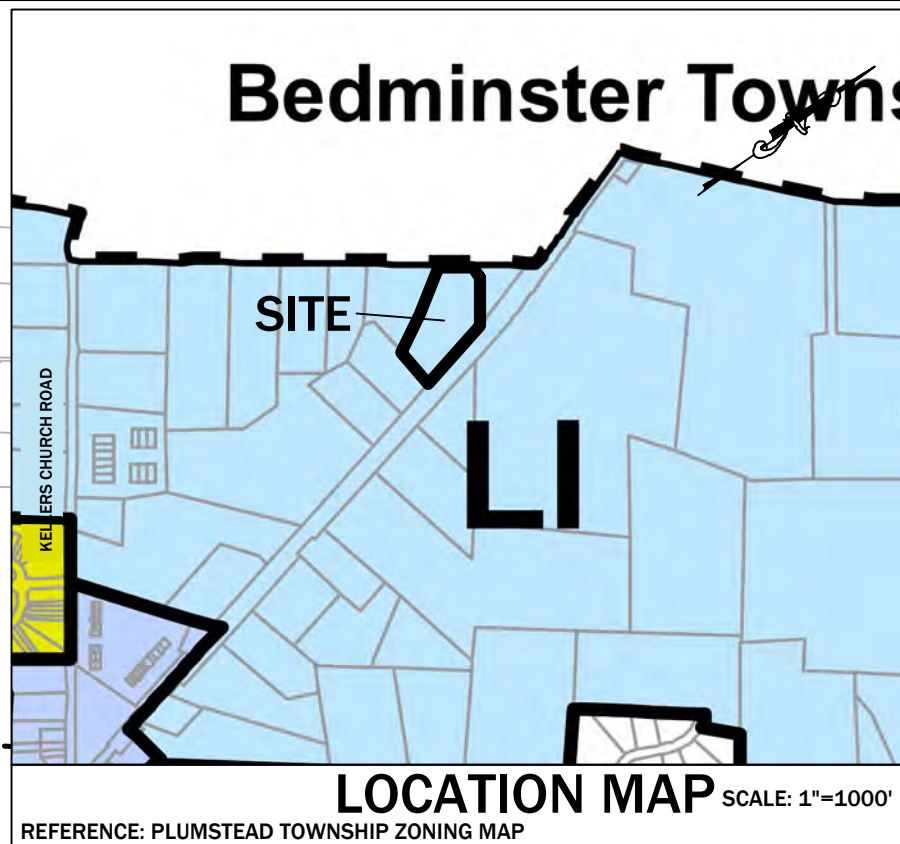 Bedminster Towns
SITE
KELLERS CHURCH ROAD
LI
LOCATION MAP SCALE: 1"=1000'
REFERENCE: PLUMSTEAD TOWNSHIP ZONING MAP